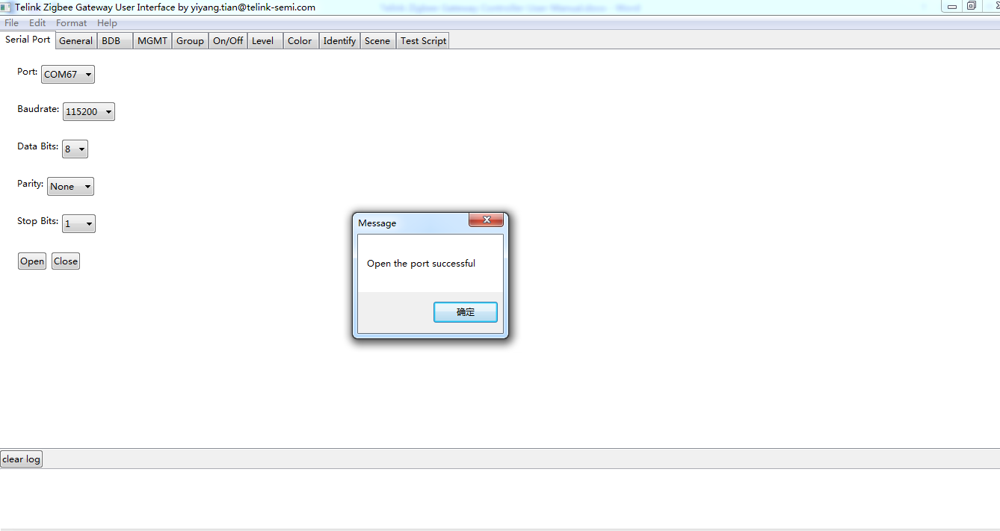 Telink Zigbee Gateway User Interface by yiyang.tian@telink-semi.com
Telink Zigbee Gateway Controller User Manual.docx - Word
File Edit Format Help
Serial Port General BDB MGMT Group On/Off Level Color Identify Scene Test Script
Port: COM67
Baudrate: 115200
Data Bits: 8
Parity: None
Stop Bits: 1
Open Close
Message
Open the port successful
确定
clear log